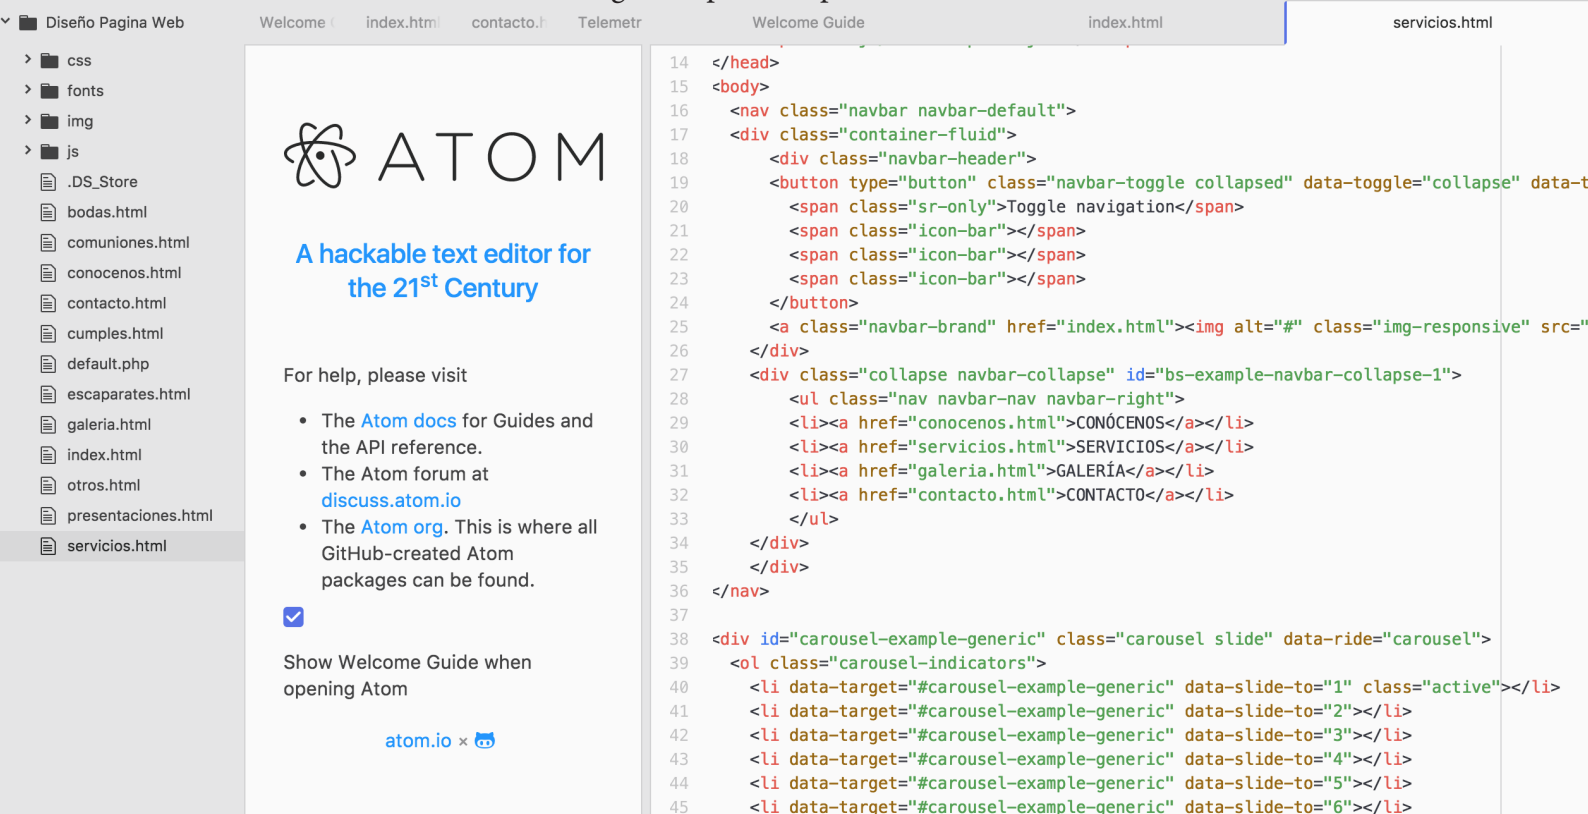 Diseño Pagina Web
css
fonts
img
js
.DS_Store
bodas.html
comuniones.html
conocenos.html
contacto.html
cumples.html
default.php
escaparates.html
galeria.html
index.html
otros.html
presentaciones.html
servicios.html
Welcome
index.html
contacto.h
Telemetr
Welcome Guide
index.html
servicios.html
ATOM
A hackable text editor for
the 21st Century
For help, please visit
• The Atom docs for Guides and
the API reference.
• The Atom forum at
discuss.atom.io
• The Atom org. This is where all
GitHub-created Atom
packages can be found.
Show Welcome Guide when
opening Atom
atom.io ×
14 </head>
15 <body>
16 <nav class="navbar navbar-default">
17 <div class="container-fluid">
18 <div class="navbar-header">
19 <button type="button" class="navbar-toggle collapsed" data-toggle="collapse" data-t
20 <span class="sr-only">Toggle navigation</span>
21 <span class="icon-bar"></span>
22 <span class="icon-bar"></span>
23 <span class="icon-bar"></span>
24 </button>
25 <a class="navbar-brand" href="index.html"><img alt="#" class="img-responsive" src="
26 </div>
27 <div class="collapse navbar-collapse" id="bs-example-navbar-collapse-1">
28 <ul class="nav navbar-nav navbar-right">
29 <li><a href="conocenos.html">CONÓCENOS</a></li>
30 <li><a href="servicios.html">SERVICIOS</a></li>
31 <li><a href="galeria.html">GALERÍA</a></li>
32 <li><a href="contacto.html">CONTACTO</a></li>
33 </ul>
34 </div>
35 </div>
36 </nav>
37
38 <div id="carousel-example-generic" class="carousel slide" data-ride="carousel">
39 <ol class="carousel-indicators">
40 <li data-target="#carousel-example-generic" data-slide-to="1" class="active"></li>
41 <li data-target="#carousel-example-generic" data-slide-to="2"></li>
42 <li data-target="#carousel-example-generic" data-slide-to="3"></li>
43 <li data-target="#carousel-example-generic" data-slide-to="4"></li>
44 <li data-target="#carousel-example-generic" data-slide-to="5"></li>
45 <li data-target="#carousel-example-generic" data-slide-to="6"></li>